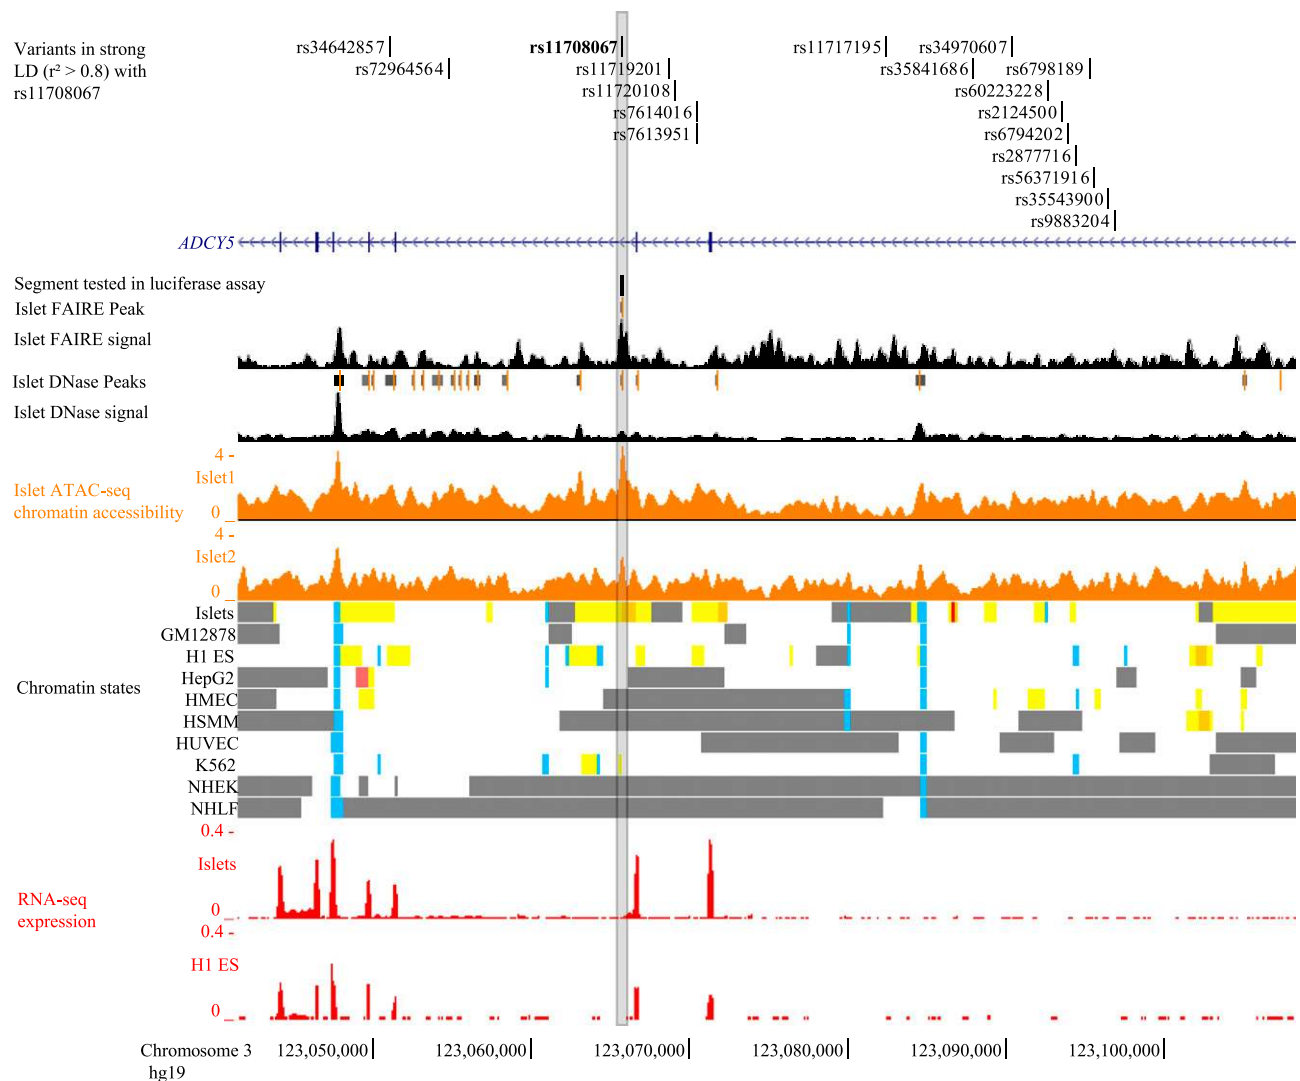 Variants in strong
LD (r² > 0.8) with
rs11708067
rs34642857
rs11708067
rs11717195
rs34970607
rs72964564
rs11719201
rs35841686
rs6798189
rs11720108
rs60223228
rs7614016
rs2124500
rs7613951
rs6794202
rs2877716
rs56371916
rs35543900
rs9883204
ADCY5
Segment tested in luciferase assay
Islet FAIRE Peak
Islet FAIRE signal
Islet DNase Peaks
Islet DNase signal
Islet ATAC-seq
chromatin accessibility
4 -
Islet1
0 _
4 -
Islet2
0 _
Chromatin states
Islets
GM12878
H1 ES
HepG2
HMEC
HSMM
HUVEC
K562
NHEK
NHLF
RNA-seq
expression
0.4 -
Islets
0 _
0.4 -
H1 ES
0 _
Chromosome 3
hg19
123,050,000
123,060,000
123,070,000
123,080,000
123,090,000
123,100,000